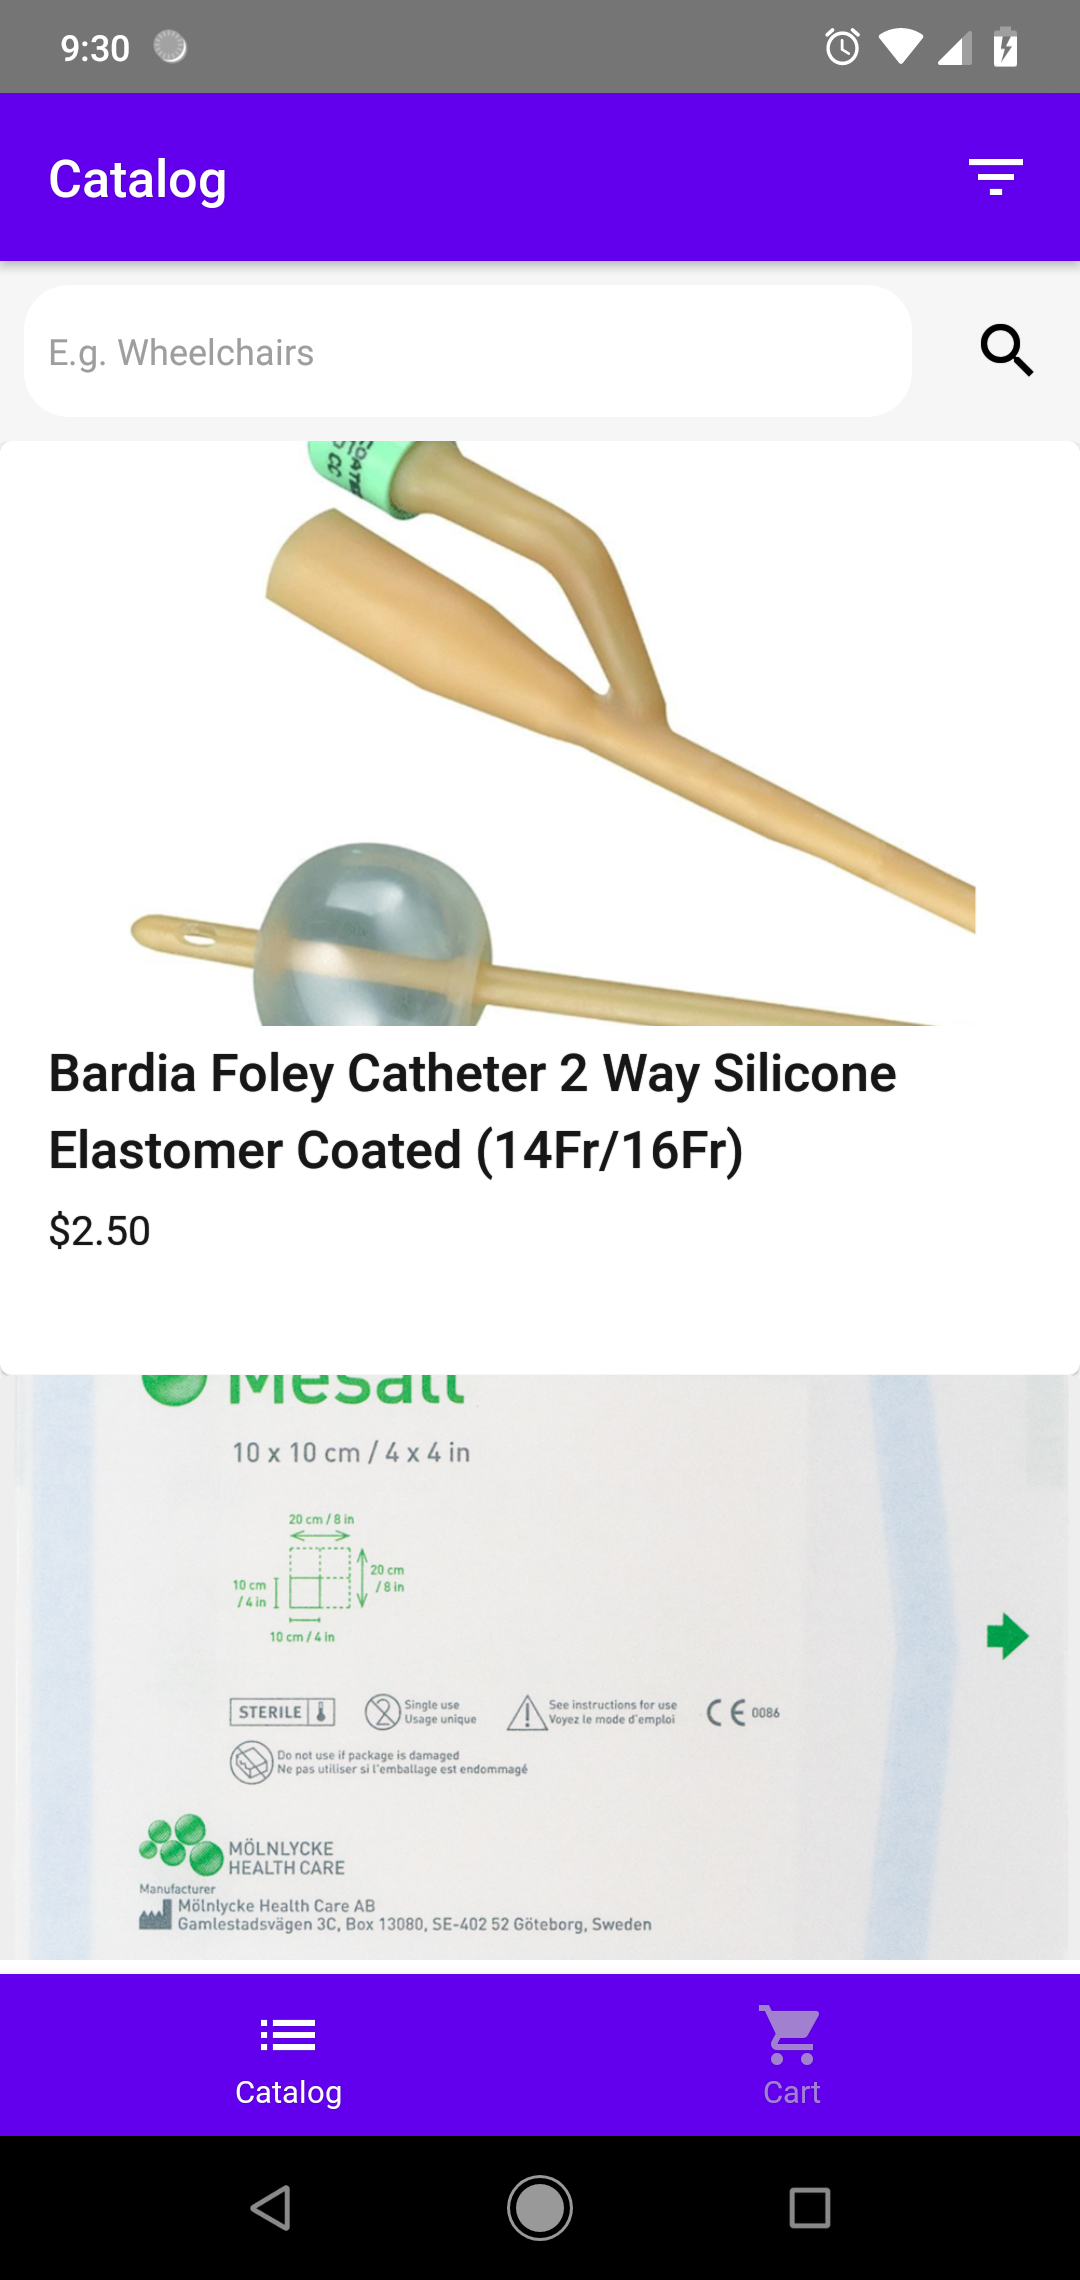 9:30
Catalog
E.g. Wheelchairs
Bardia Foley Catheter 2 Way Silicone
Elastomer Coated (14Fr/16Fr)
$2.50
Mesalt
10 x 10 cm / 4 x 4 in
20 cm / 8 in
20 cm
/ 8 in
10 cm
/ 4 in
10 cm / 4 in
STERILE
Single use
Usage unique
See instructions for use
Voyez le mode d'emploi
CE 0086
Do not use if package is damaged
Ne pas utiliser si l'emballage est endommagé
MÖLNLYCKE
HEALTH CARE
Manufacturer
Mölnlycke Health Care AB
Gamlestadsvägen 3C, Box 13080, SE-402 52 Göteborg, Sweden
Catalog
Cart